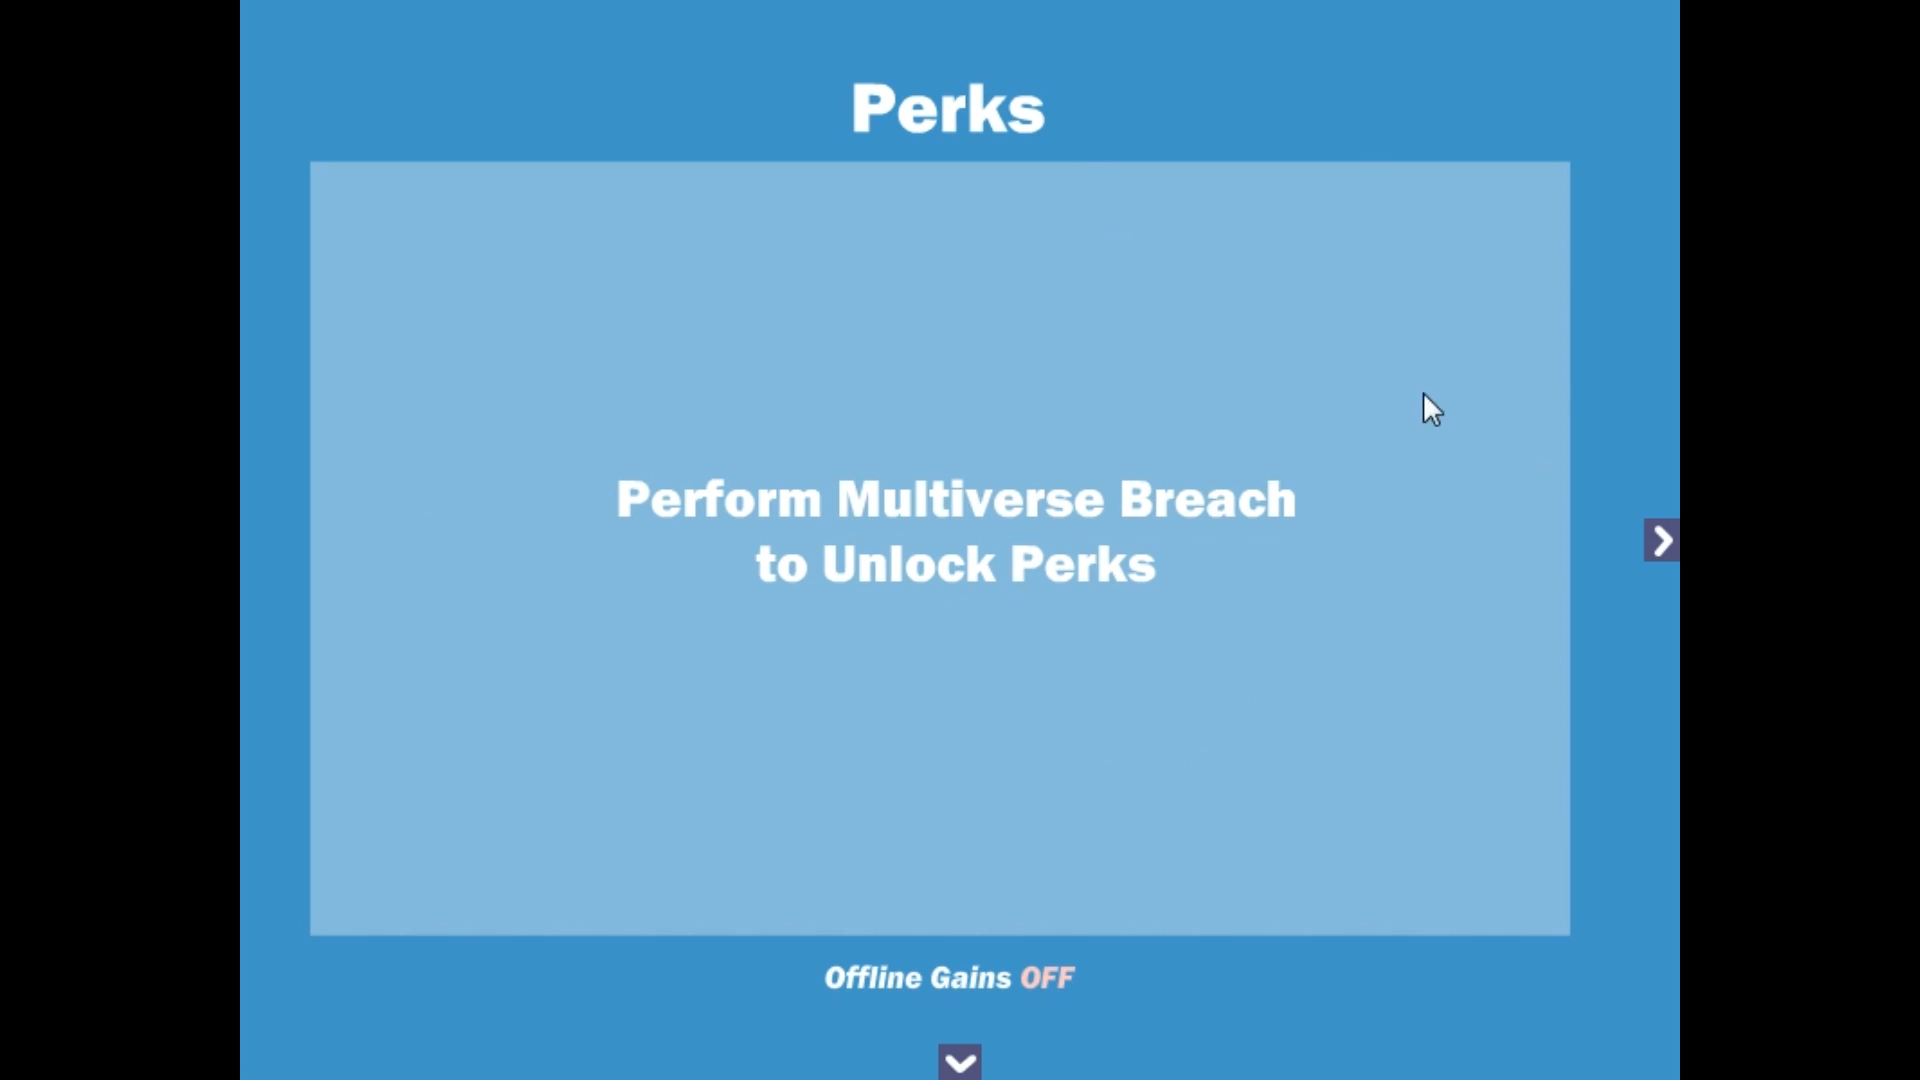 Perks
Perform Multiverse Breach
to Unlock Perks
Offline Gains OFF